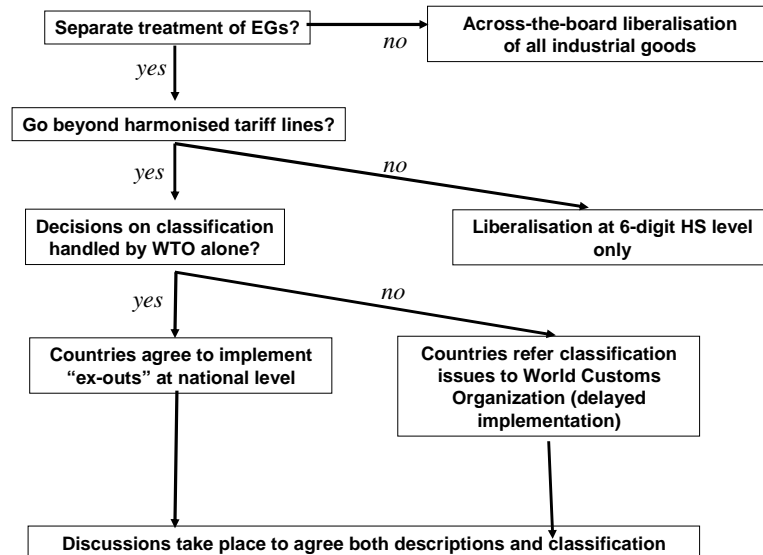 Separate treatment of EGs?
no
Across-the-board liberalisation
of all industrial goods
yes
Go beyond harmonised tariff lines?
yes
no
Decisions on classification
handled by WTO alone?
Liberalisation at 6-digit HS level
only
yes
no
Countries agree to implement
“ex-outs” at national level
Countries refer classification
issues to World Customs
Organization (delayed
implementation)
Discussions take place to agree both descriptions and classification